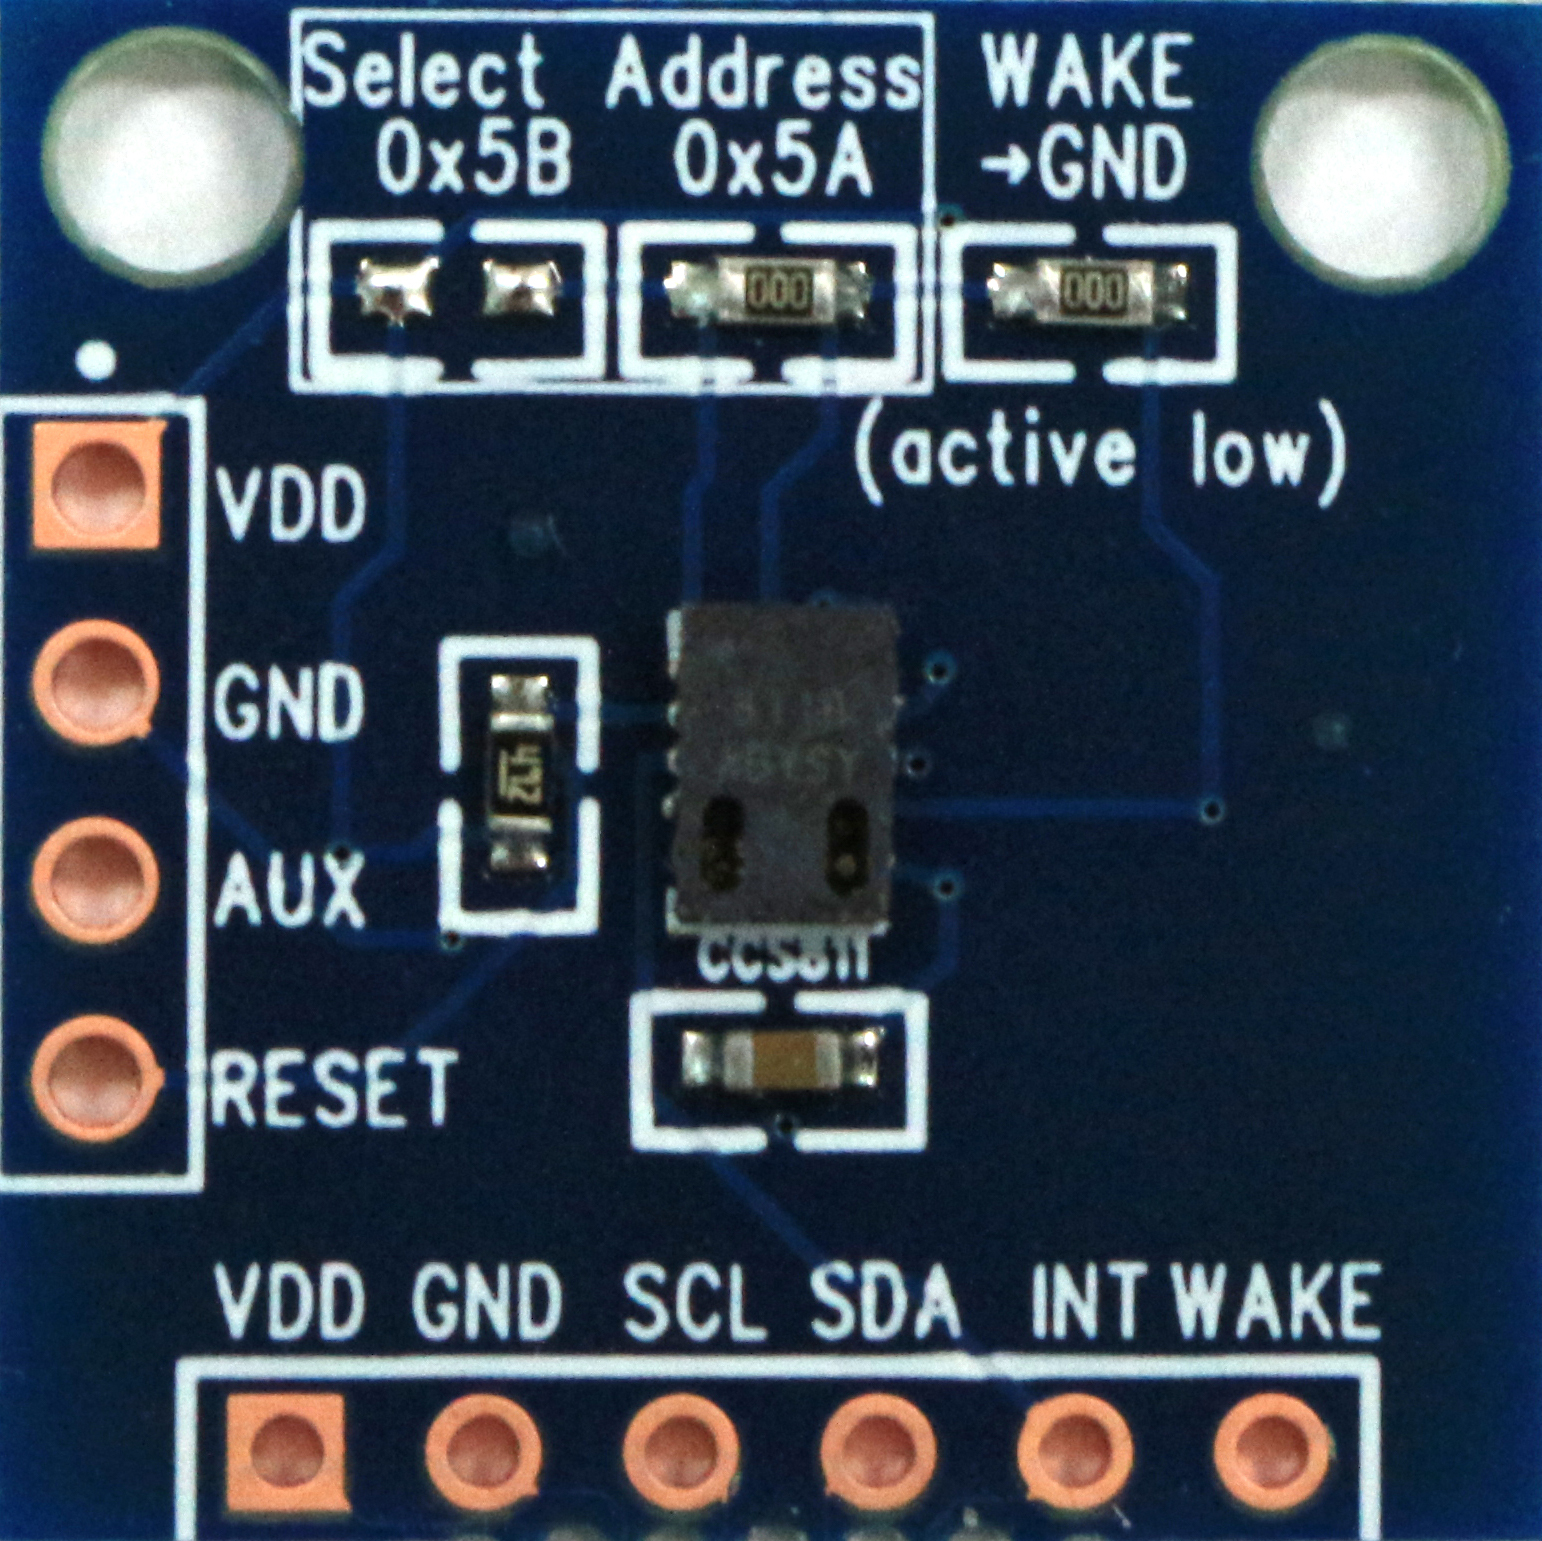 Select Address
0x5B 0x5A
WAKE
→GND
000
000
(active low)
VDD
GND
AUX
RESET
CCS811
VDD GND SCL SDA INT WAKE